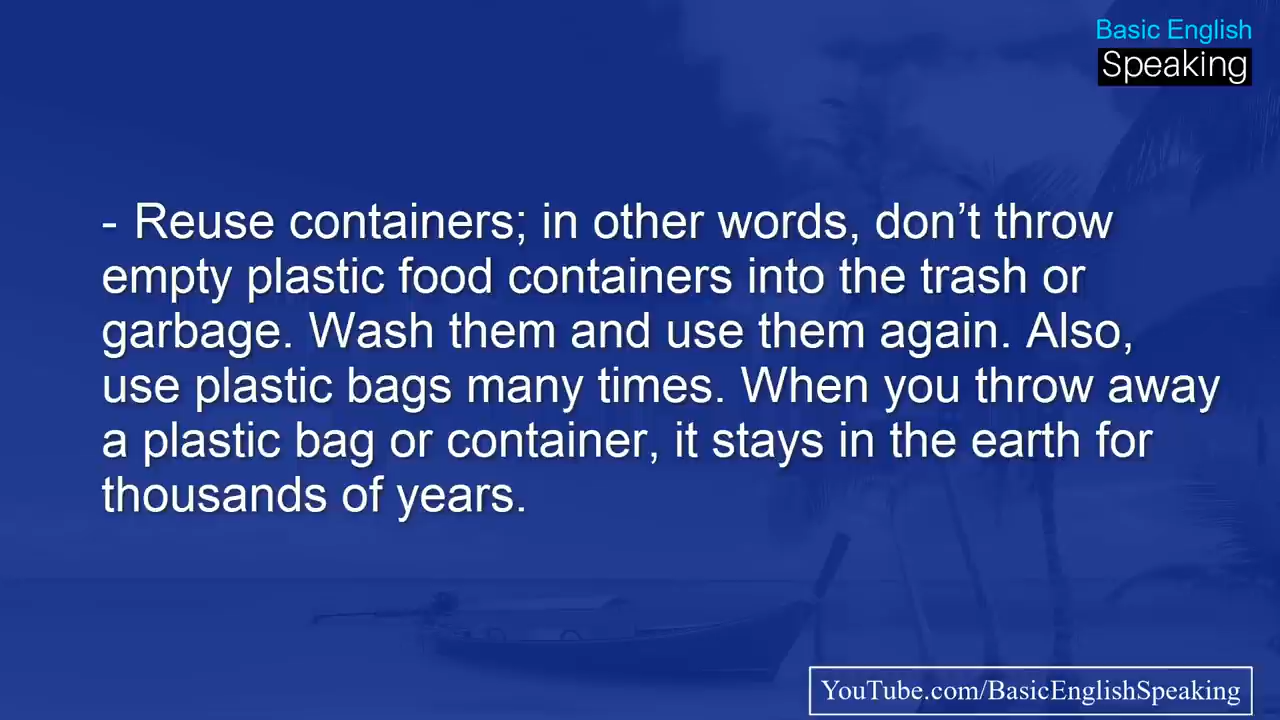 Basic English
Speaking
- Reuse containers; in other words, don’t throw
empty plastic food containers into the trash or
garbage. Wash them and use them again. Also,
use plastic bags many times. When you throw away
a plastic bag or container, it stays in the earth for
thousands of years.
YouTube.com/BasicEnglishSpeaking